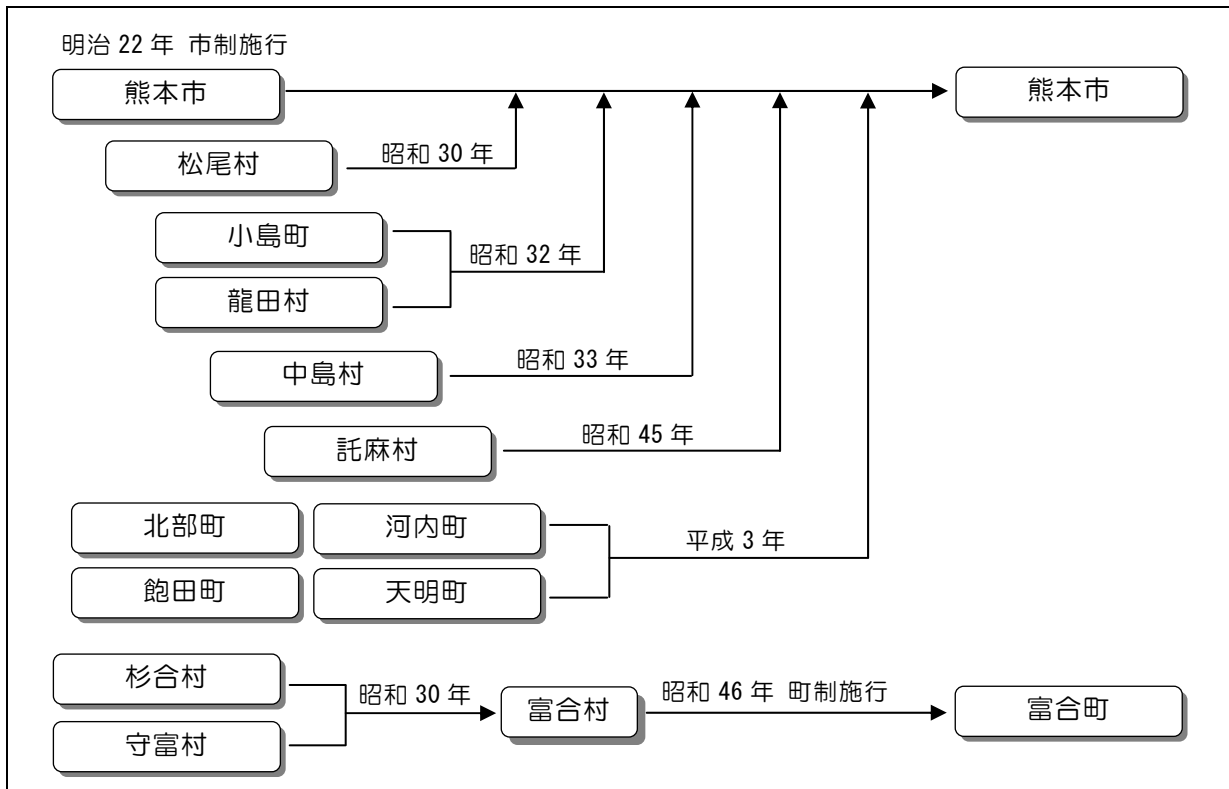 明治 22 年 市制施行
熊本市
熊本市
松尾村
昭和 30 年
小島町
昭和 32 年
龍田村
中島村
昭和 33 年
託麻村
昭和 45 年
北部町
河内町
平成 3 年
飽田町
天明町
杉合村
昭和 30 年
富合村
昭和 46 年 町制施行
富合町
守富村